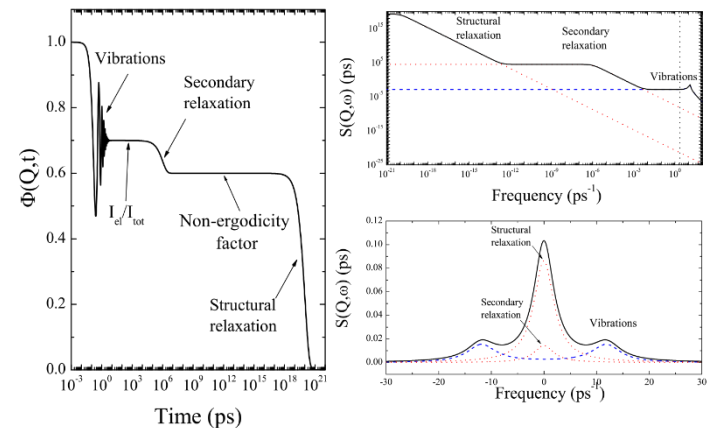 1.0
0.8
0.6
0.4
0.2
0.0
Φ(Q,t)
Vibrations
Secondary
relaxation
I_el/I_tot
Non-ergodicity
factor
Structural
relaxation
10^-3 10^0 10^3 10^6 10^9 10^12 10^15 10^18 10^21
Time (ps)
10^15
10^5
10^-5
10^-15
10^-25
S(Q,ω) (ps)
Structural
relaxation
Secondary
relaxation
Vibrations
10^-21 10^-18 10^-15 10^-12 10^-9 10^-6 10^-3 10^0
Frequency (ps^-1)
0.12
0.10
0.08
0.06
0.04
0.02
0.00
S(Q,ω) (ps)
Structural
relaxation
Secondary
relaxation
Vibrations
-30 -20 -10 0 10 20 30
Frequency (ps^-1)